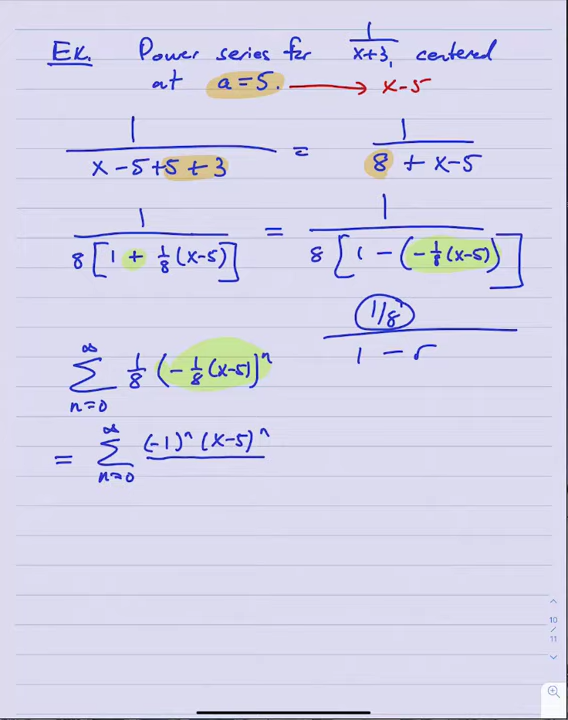 Ex. Power series for 1/(x+3), centered
at a=5. → x-5
1/(x-5+5+3) = 1/(8+x-5)
1/(8[1+1/8(x-5)]) = 1/(8[1-(-1/8(x-5))])
(1/8)/(1-r)
∑_{n=0}^{∞} 1/8 (-1/8(x-5))^n
= ∑_{n=0}^{∞} (-1)^n (x-5)^n
10
/
11